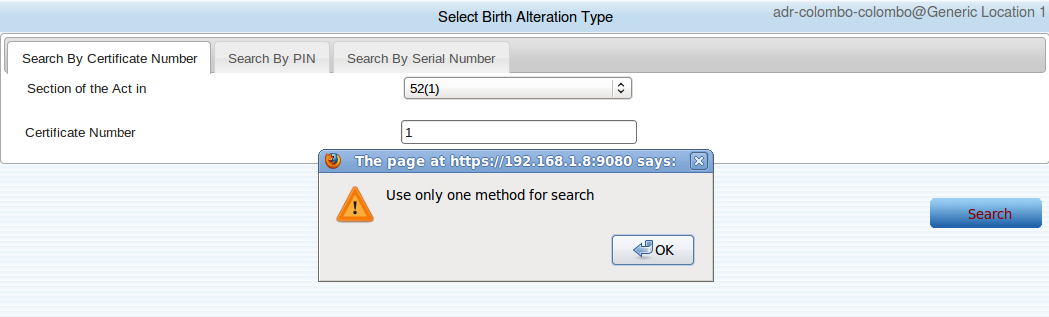 Select Birth Alteration Type
adr-colombo-colombo@Generic Location 1
Search By Certificate Number
Search By PIN
Search By Serial Number
Section of the Act in
52(1)
Certificate Number
1
The page at https://192.168.1.8:9080 says:
Use only one method for search
Search
OK